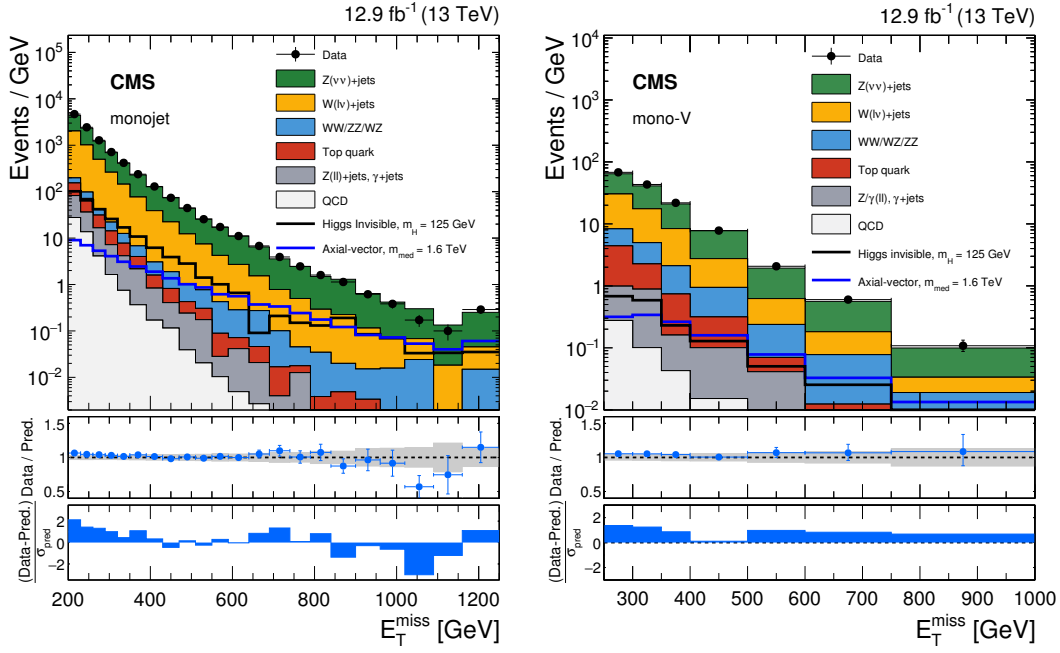 12.9 fb⁻¹ (13 TeV)
Events / GeV
10⁵
10⁴
10³
10²
10
1
10⁻¹
10⁻²
CMS
monojet
Data
Z(νν)+jets
W(lν)+jets
WW/ZZ/WZ
Top quark
Z(ll)+jets, γ+jets
QCD
Higgs Invisible, m_H = 125 GeV
Axial-vector, m_med = 1.6 TeV
Data / Pred.
1.5
1
0.5
(Data-Pred.)
σ_pred
2
0
−2
200 400 600 800 1000 1200
E_T^miss [GeV]
12.9 fb⁻¹ (13 TeV)
Events / GeV
10⁴
10³
10²
10
1
10⁻¹
10⁻²
CMS
mono-V
Data
Z(νν)+jets
W(lν)+jets
WW/WZ/ZZ
Top quark
Z/γ(ll), γ+jets
QCD
Higgs Invisible, m_H = 125 GeV
Axial-vector, m_med = 1.6 TeV
Data / Pred.
1.5
1
0.5
(Data-Pred.)
σ_pred
2
0
−2
300 400 500 600 700 800 900 1000
E_T^miss [GeV]